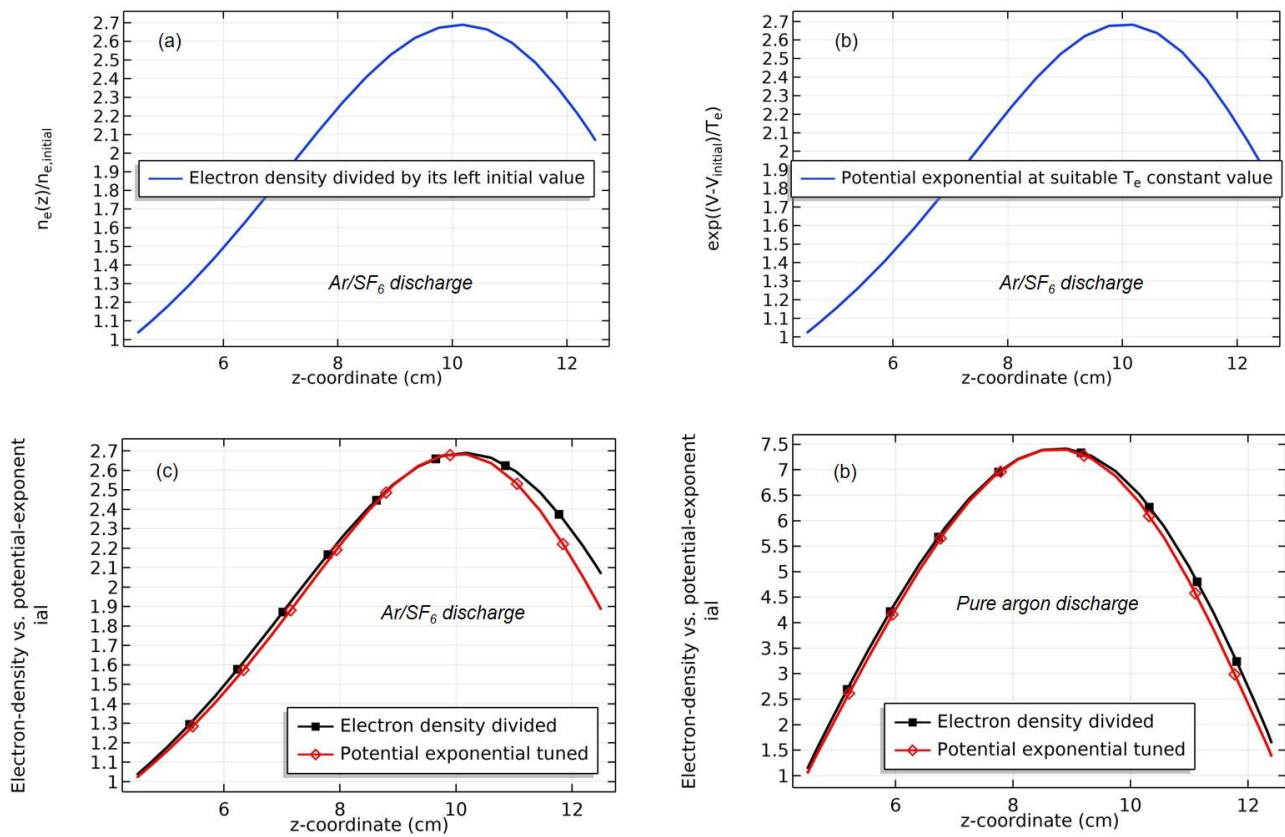 (a)
2.7
2.6
2.5
2.4
2.3
2.2
2.1
2
1.9
1.8
1.7
1.6
1.5
1.4
1.3
1.2
1.1
1
n_e(z)/n_e,initial
Electron density divided by its left initial value
Ar/SF_6 discharge
6 8 10 12
z-coordinate (cm)
(b)
2.7
2.6
2.5
2.4
2.3
2.2
2.1
2
1.9
1.8
1.7
1.6
1.5
1.4
1.3
1.2
1.1
1
exp((V-V_initial)/T_e)
Potential exponential at suitable T_e constant value
Ar/SF_6 discharge
6 8 10 12
z-coordinate (cm)
(c)
2.7
2.6
2.5
2.4
2.3
2.2
2.1
2
1.9
1.8
1.7
1.6
1.5
1.4
1.3
1.2
1.1
1
Electron-density vs. potential-exponent
ial
Ar/SF_6 discharge
Electron density divided
Potential exponential tuned
6 8 10 12
z-coordinate (cm)
(b)
7.5
7
6.5
6
5.5
5
4.5
4
3.5
3
2.5
2
1.5
1
Electron-density vs. potential-exponent
ial
Pure argon discharge
Electron density divided
Potential exponential tuned
6 8 10 12
z-coordinate (cm)